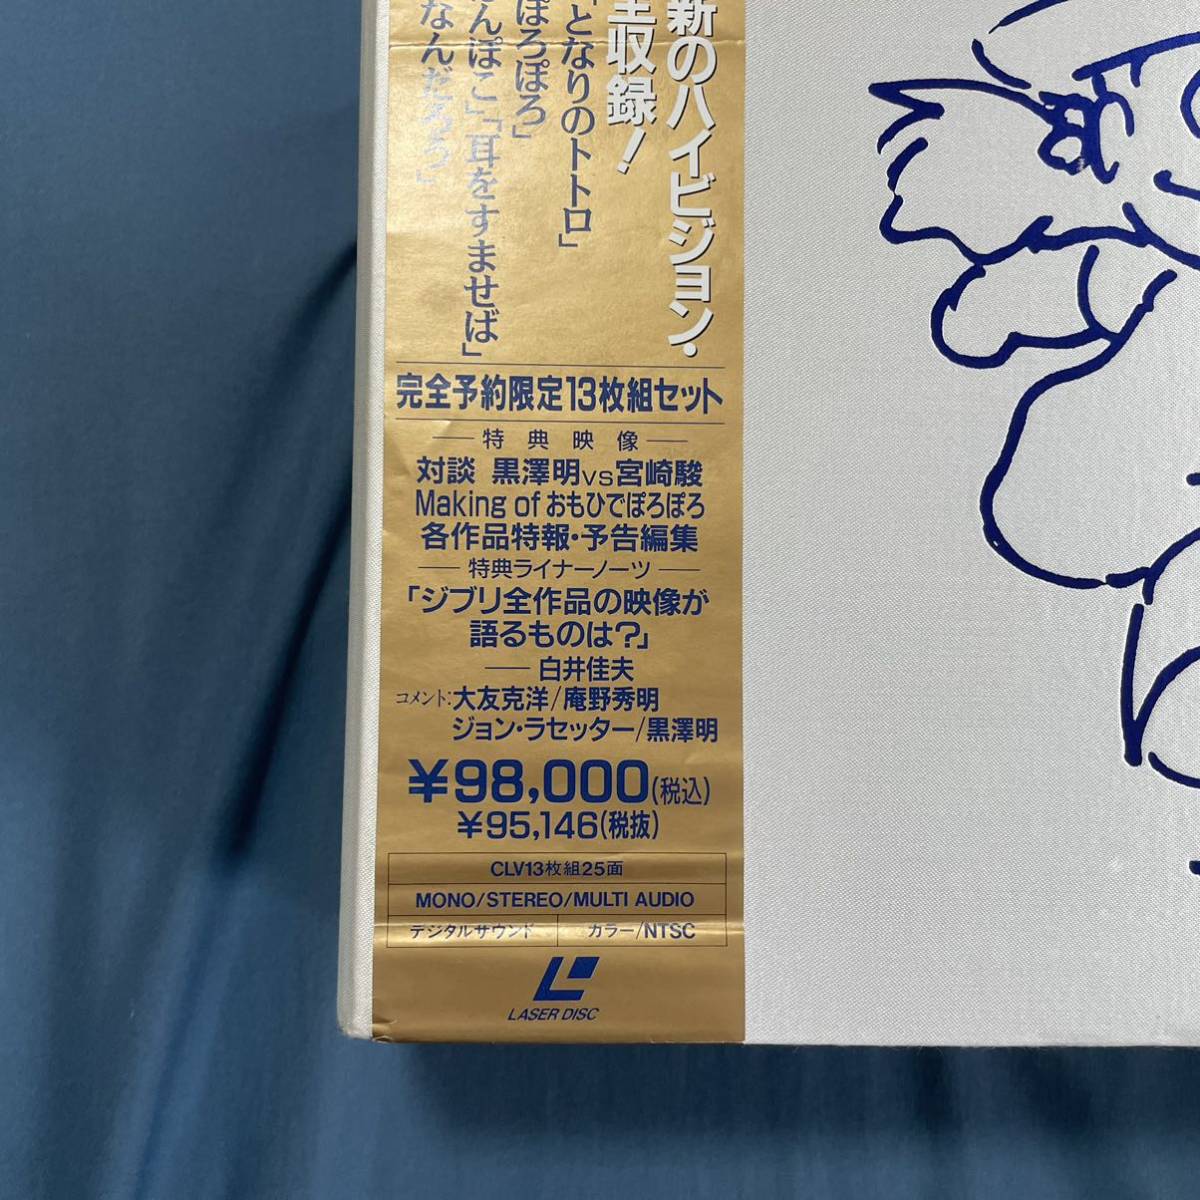 新のハイビジョン・
全収録!
「となりのトトロ」
ぽろぽろ」
んぽこ」「耳をすませば」
なんだろう」
完全予約限定13枚組セット
特典映像
対談 黒澤明vs宮崎駿
Making of おもひでぽろぽろ
各作品特報・予告編集
特典ライナーノーツ
「ジブリ全作品の映像が
語るものは?」
白井佳夫
コメント:大友克洋/庵野秀明
ジョン・ラセッター/黒澤明
¥98,000(税込)
¥95,146(税抜)
CLV13枚組25面
MONO/STEREO/MULTI AUDIO
デジタルサウンド
カラー/NTSC
LASER DISC